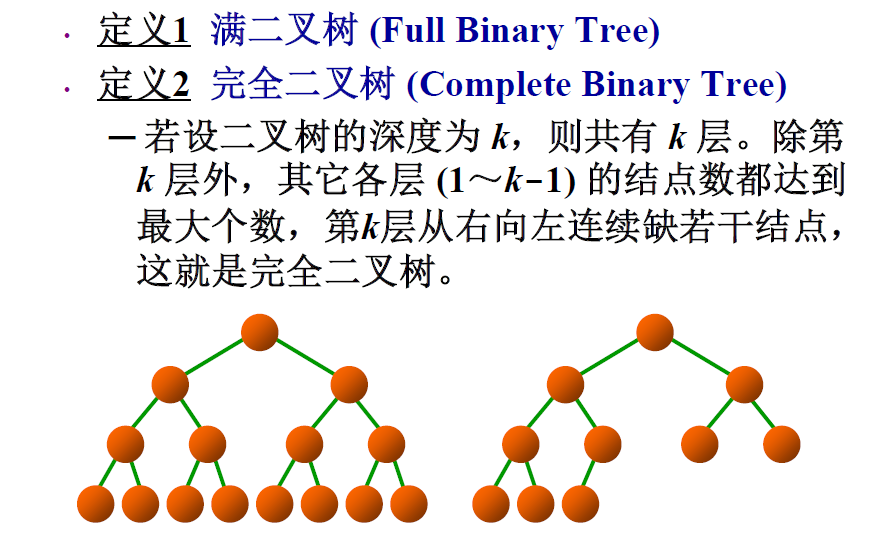 · 定义1 满二叉树 (Full Binary Tree)
· 定义2 完全二叉树 (Complete Binary Tree)
— 若设二叉树的深度为 k，则共有 k 层。除第
k 层外，其它各层 (1～k-1) 的结点数都达到
最大个数，第k层从右向左连续缺若干结点，
这就是完全二叉树。